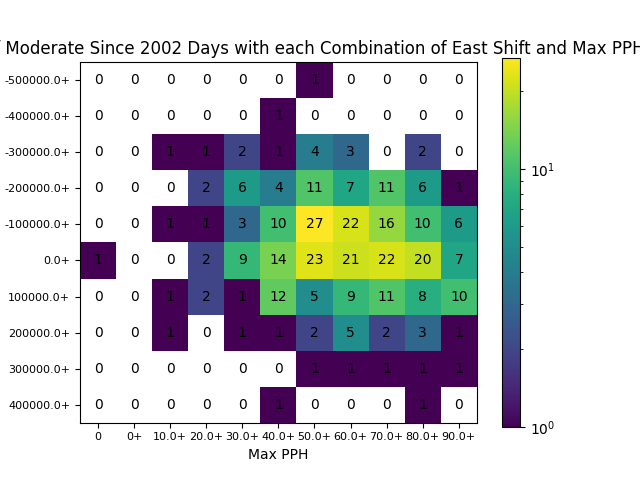 Moderate Since 2002 Days with each Combination of East Shift and Max PPH
-500000.0+ 0 0 0 0 0 0 1 0 0 0 0
-400000.0+ 0 0 0 0 0 1 0 0 0 0 0
-300000.0+ 0 0 1 1 2 1 4 3 0 2 0
-200000.0+ 0 0 0 2 6 4 11 7 11 6 1
-100000.0+ 0 0 1 1 3 10 27 22 16 10 6
0.0+ 1 0 0 2 9 14 23 21 22 20 7
100000.0+ 0 0 1 2 1 12 5 9 11 8 10
200000.0+ 0 0 1 0 1 1 2 5 2 3 1
300000.0+ 0 0 0 0 0 0 1 1 1 1 1
400000.0+ 0 0 0 0 0 1 0 0 0 1 0
0 0+ 10.0+ 20.0+ 30.0+ 40.0+ 50.0+ 60.0+ 70.0+ 80.0+ 90.0+
Max PPH
10¹
10⁰